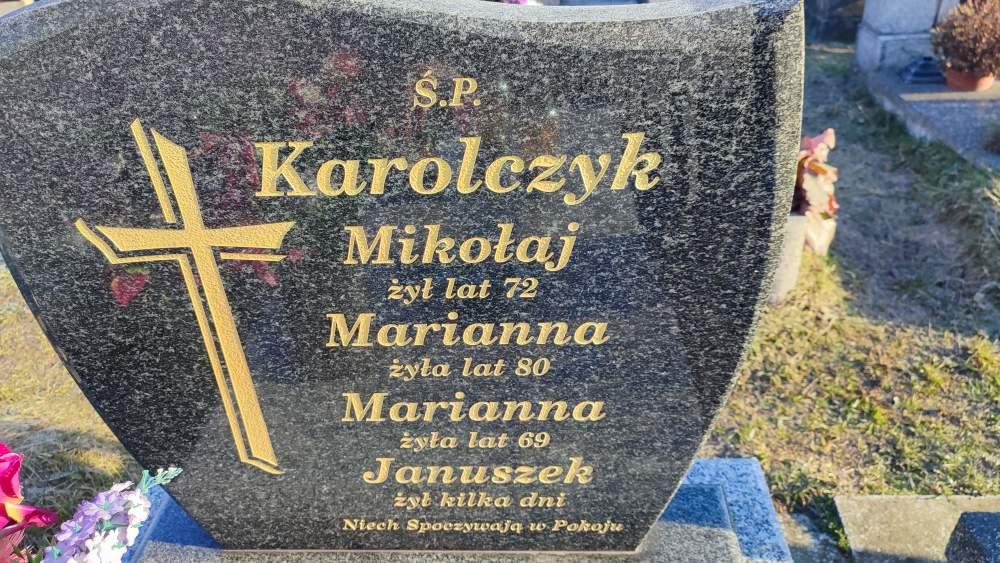 Ś.P.
Karolczyk
Mikołaj
żył lat 72
Marianna
żyła lat 80
Marianna
żyła lat 69
Januszek
żył kilka dni
Niech Spoczywają w Pokoju